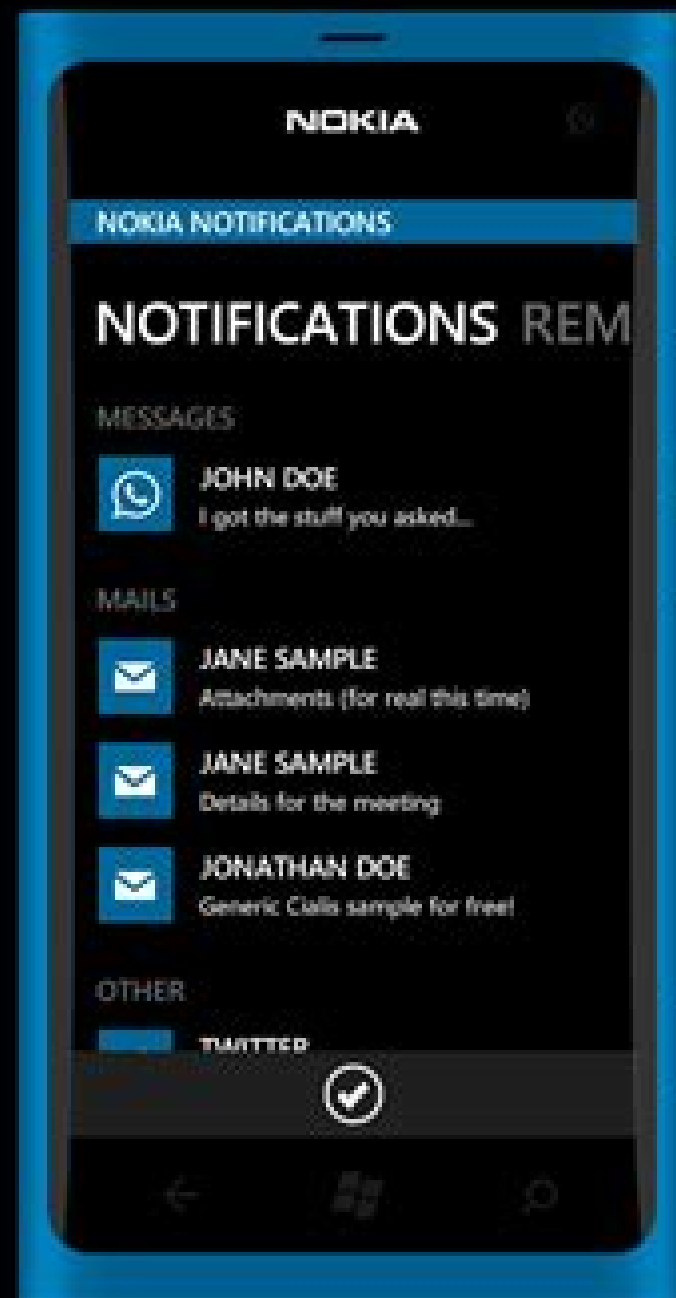 NOKIA
NOKIA NOTIFICATIONS
NOTIFICATIONS REM
MESSAGES
JOHN DOE
I got the stuff you asked...
MAILS
JANE SAMPLE
Attachments (for real this time)
JANE SAMPLE
Details for the meeting
JONATHAN DOE
Generic Cialis sample for free!
OTHER
TWITTER